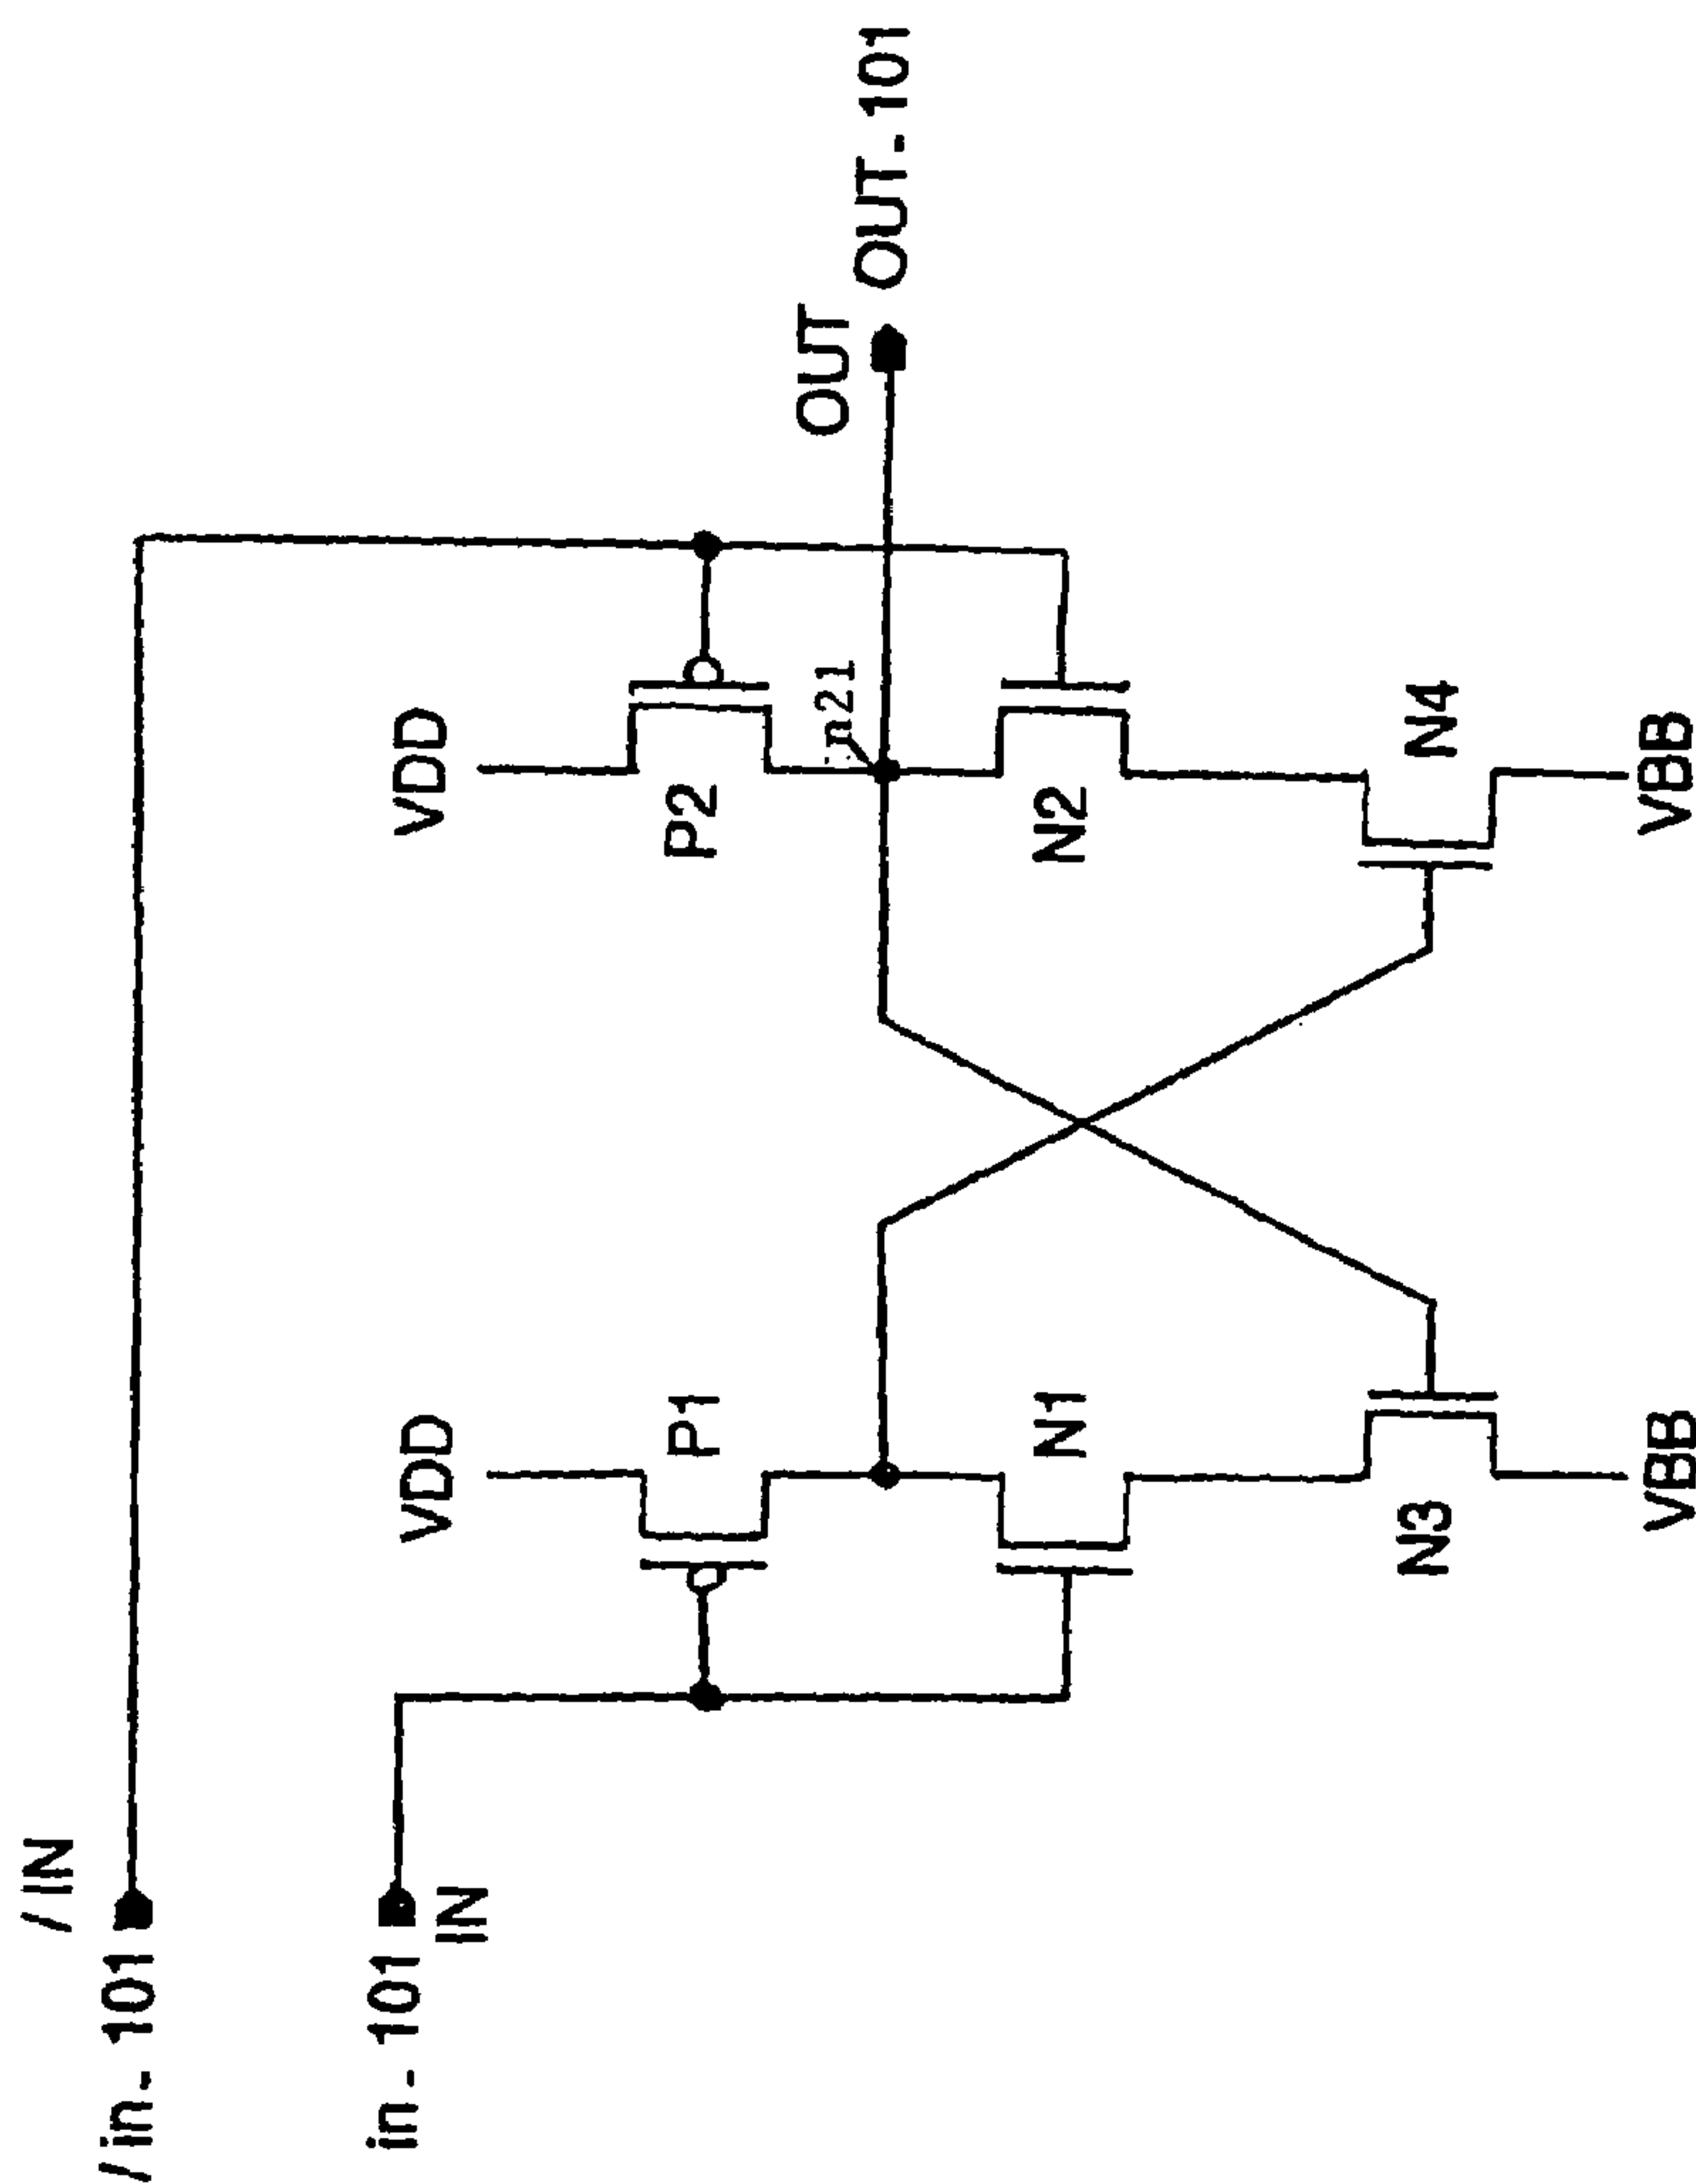 /IN
/in-101
in-101
IN
VDD
VDD
P1
P2
OUT
OUT-101
n21
N1
N2
N3
N4
VBB
VBB